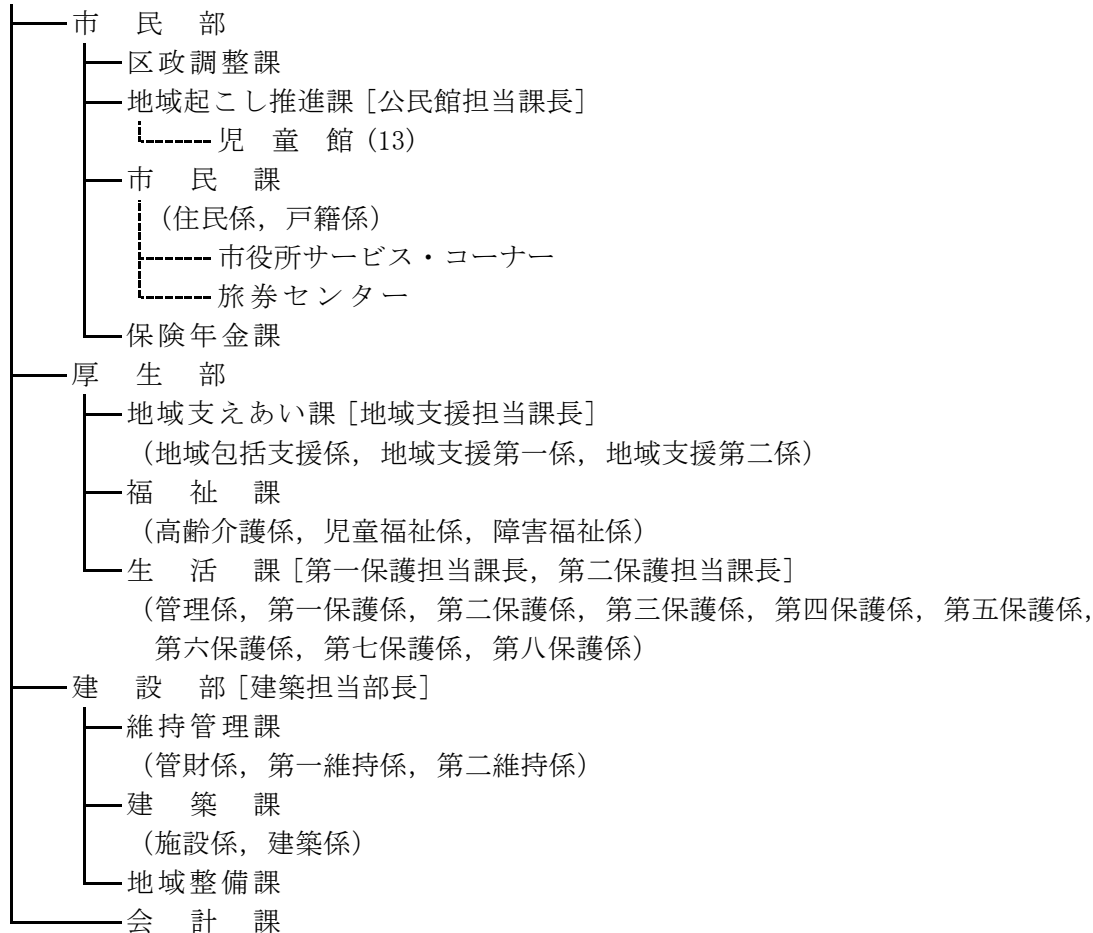 市民部
区政調整課
地域起こし推進課［公民館担当課長］
児童館（13）
市民課
（住民係，戸籍係）
市役所サービス・コーナー
旅券センター
保険年金課
厚生部
地域支えあい課［地域支援担当課長］
（地域包括支援係，地域支援第一係，地域支援第二係）
福祉課
（高齢介護係，児童福祉係，障害福祉係）
生活課［第一保護担当課長，第二保護担当課長］
（管理係，第一保護係，第二保護係，第三保護係，第四保護係，第五保護係，
第六保護係，第七保護係，第八保護係）
建設部［建築担当部長］
維持管理課
（管財係，第一維持係，第二維持係）
建築課
（施設係，建築係）
地域整備課
会計課